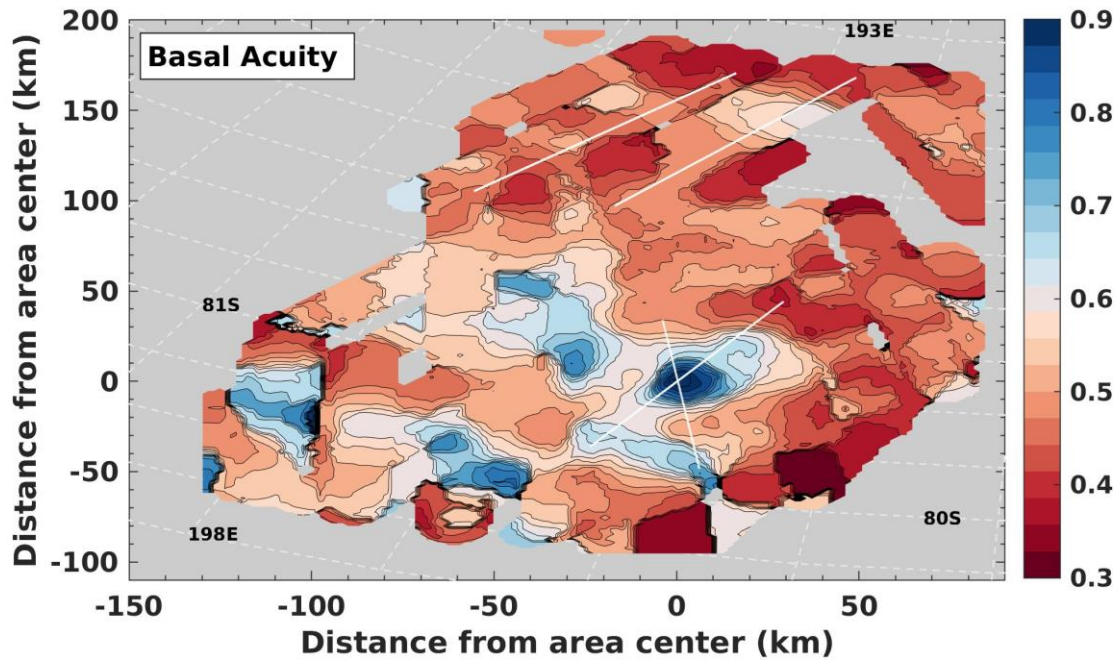 Basal Acuity
193E
81S
198E
80S
200
150
100
50
0
-50
-100
-150
-100
-50
0
50
Distance from area center (km)
Distance from area center (km)
0.9
0.8
0.7
0.6
0.5
0.4
0.3